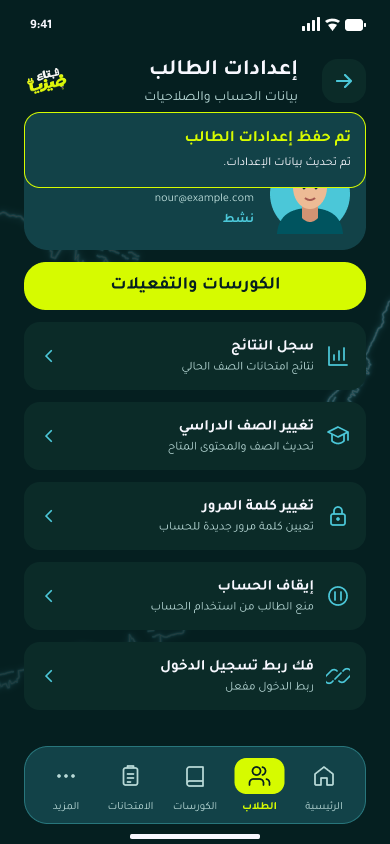 9:41
إعدادات الطالب
بيانات الحساب والصلاحيات
بتاع فيزيا
تم حفظ إعدادات الطالب
تم تحديث بيانات الإعدادات.
nour@example.com
نشط
الكورسات والتفعيلات
سجل النتائج
نتائج امتحانات الصف الحالي
تغيير الصف الدراسي
تحديث الصف والمحتوى المتاح
تغيير كلمة المرور
تعيين كلمة مرور جديدة للحساب
إيقاف الحساب
منع الطالب من استخدام الحساب
فك ربط تسجيل الدخول
ربط الدخول مفعل
الرئيسية
الطلاب
الكورسات
الامتحانات
المزيد